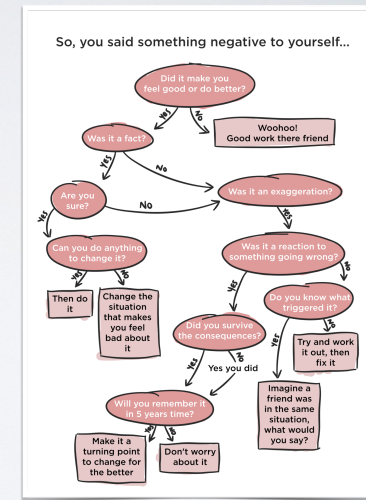 So, you said something negative to yourself...
Did it make you
feel good or do better?
Yes
No
Woohoo!
Good work there friend
Was it a fact?
Yes
No
Are you
sure?
No
Was it an exaggeration?
Yes
Yes
Can you do anything
to change it?
Was it a reaction to
something going wrong?
Yes
No
No
Then do
it
Change the
situation
that makes
you feel
bad about
it
Yes
Do you know what
triggered it?
Did you survive
the consequences?
Yes
No
Try and work
it out, then
fix it
Yes
No
Yes you did
Imagine a
friend was
in the same
situation,
what would
you say?
Will you remember it
in 5 years time?
Yes
No
Make it a
turning point
to change for
the better
Don't worry
about it